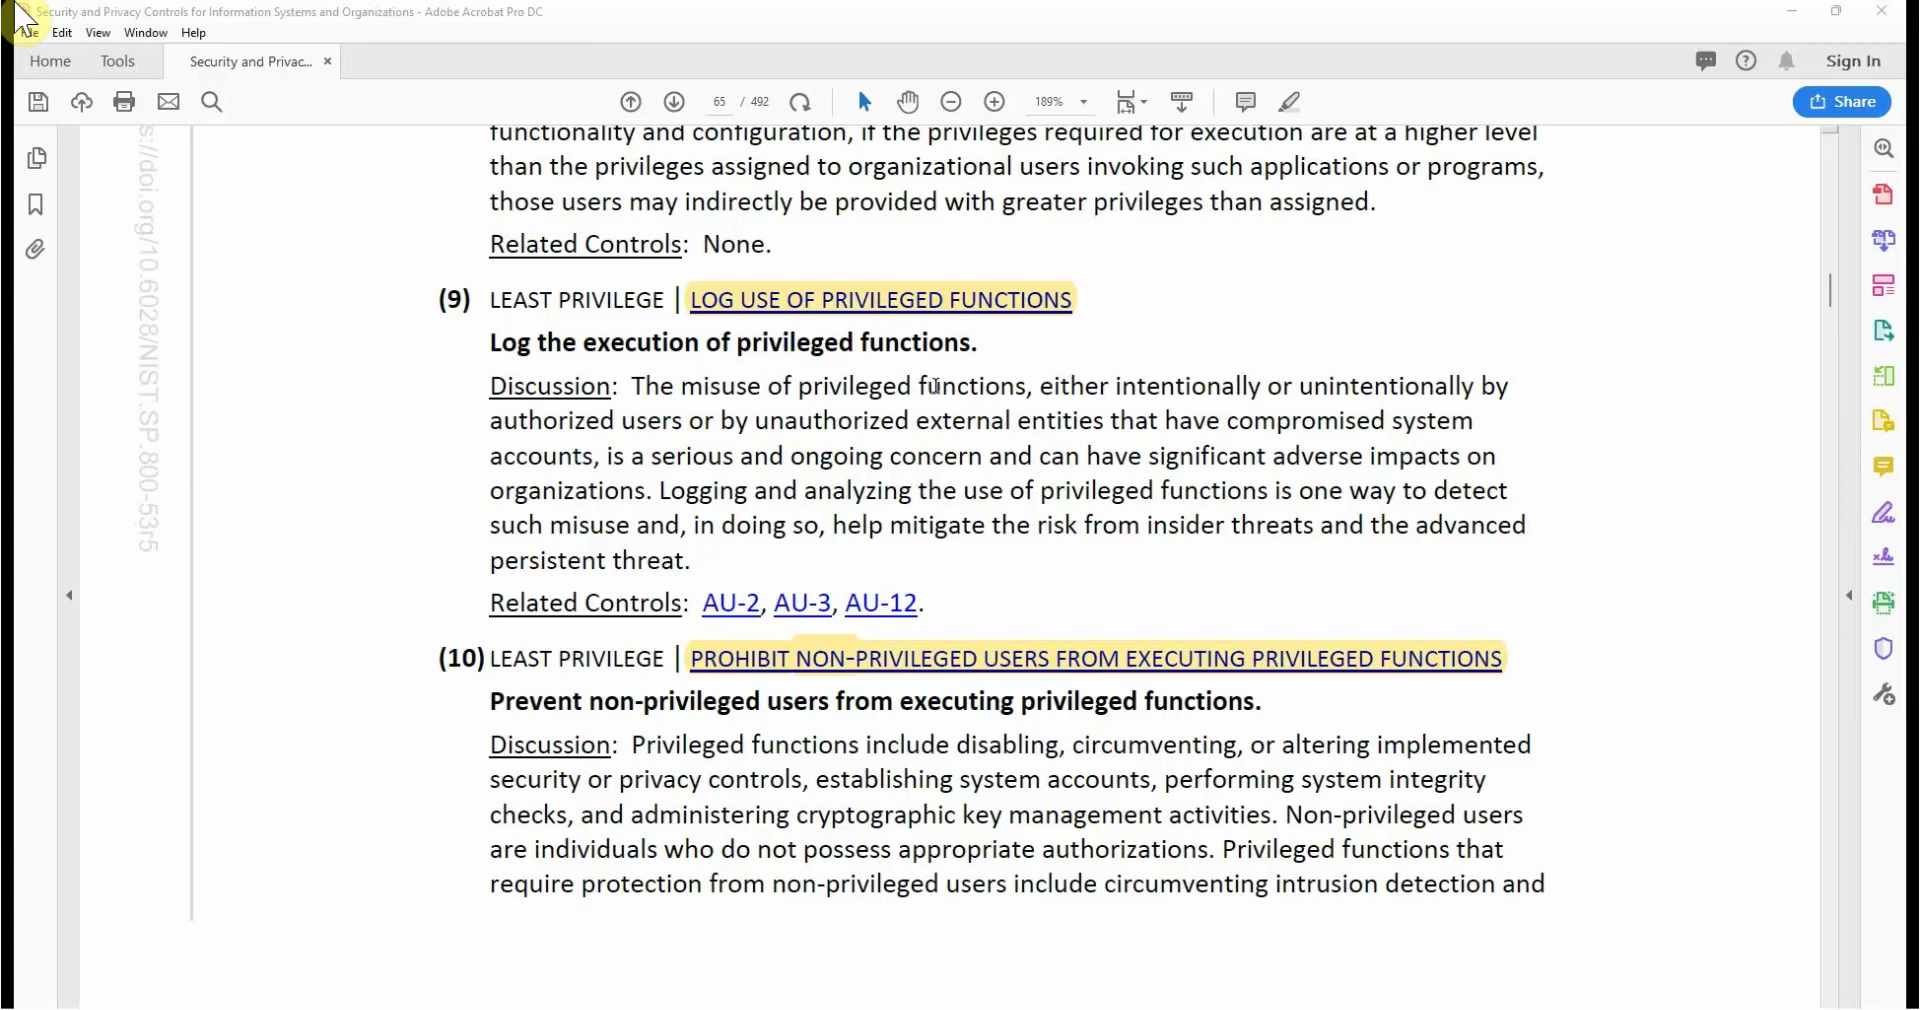 Security and Privacy Controls for Information Systems and Organizations - Adobe Acrobat Pro DC
File Edit View Window Help
Home Tools Security and Privac... × Sign In
65 / 492 189% Share
functionality and configuration, if the privileges required for execution are at a higher level
than the privileges assigned to organizational users invoking such applications or programs,
those users may indirectly be provided with greater privileges than assigned.
Related Controls: None.
(9) LEAST PRIVILEGE | LOG USE OF PRIVILEGED FUNCTIONS
Log the execution of privileged functions.
Discussion: The misuse of privileged functions, either intentionally or unintentionally by
authorized users or by unauthorized external entities that have compromised system
accounts, is a serious and ongoing concern and can have significant adverse impacts on
organizations. Logging and analyzing the use of privileged functions is one way to detect
such misuse and, in doing so, help mitigate the risk from insider threats and the advanced
persistent threat.
Related Controls: AU-2, AU-3, AU-12.
(10) LEAST PRIVILEGE | PROHIBIT NON-PRIVILEGED USERS FROM EXECUTING PRIVILEGED FUNCTIONS
Prevent non-privileged users from executing privileged functions.
Discussion: Privileged functions include disabling, circumventing, or altering implemented
security or privacy controls, establishing system accounts, performing system integrity
checks, and administering cryptographic key management activities. Non-privileged users
are individuals who do not possess appropriate authorizations. Privileged functions that
require protection from non-privileged users include circumventing intrusion detection and
s://doi.org/10.6028/NIST.SP.800-53r5